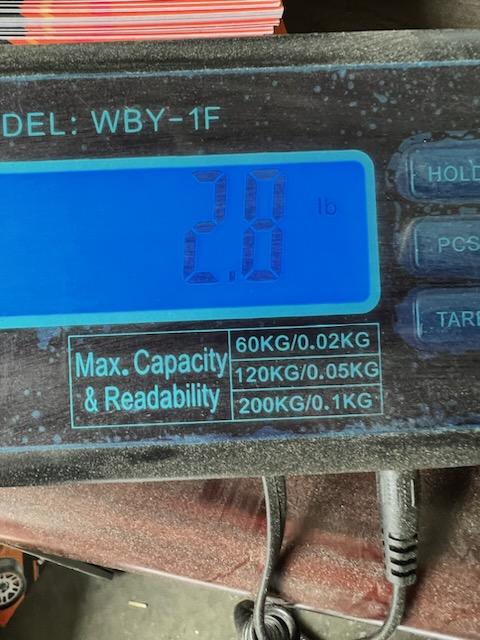 DEL: WBY-1F
HOLD
2.8 lb
PCS
TARE
Max. Capacity & Readability
60KG/0.02KG
120KG/0.05KG
200KG/0.1KG